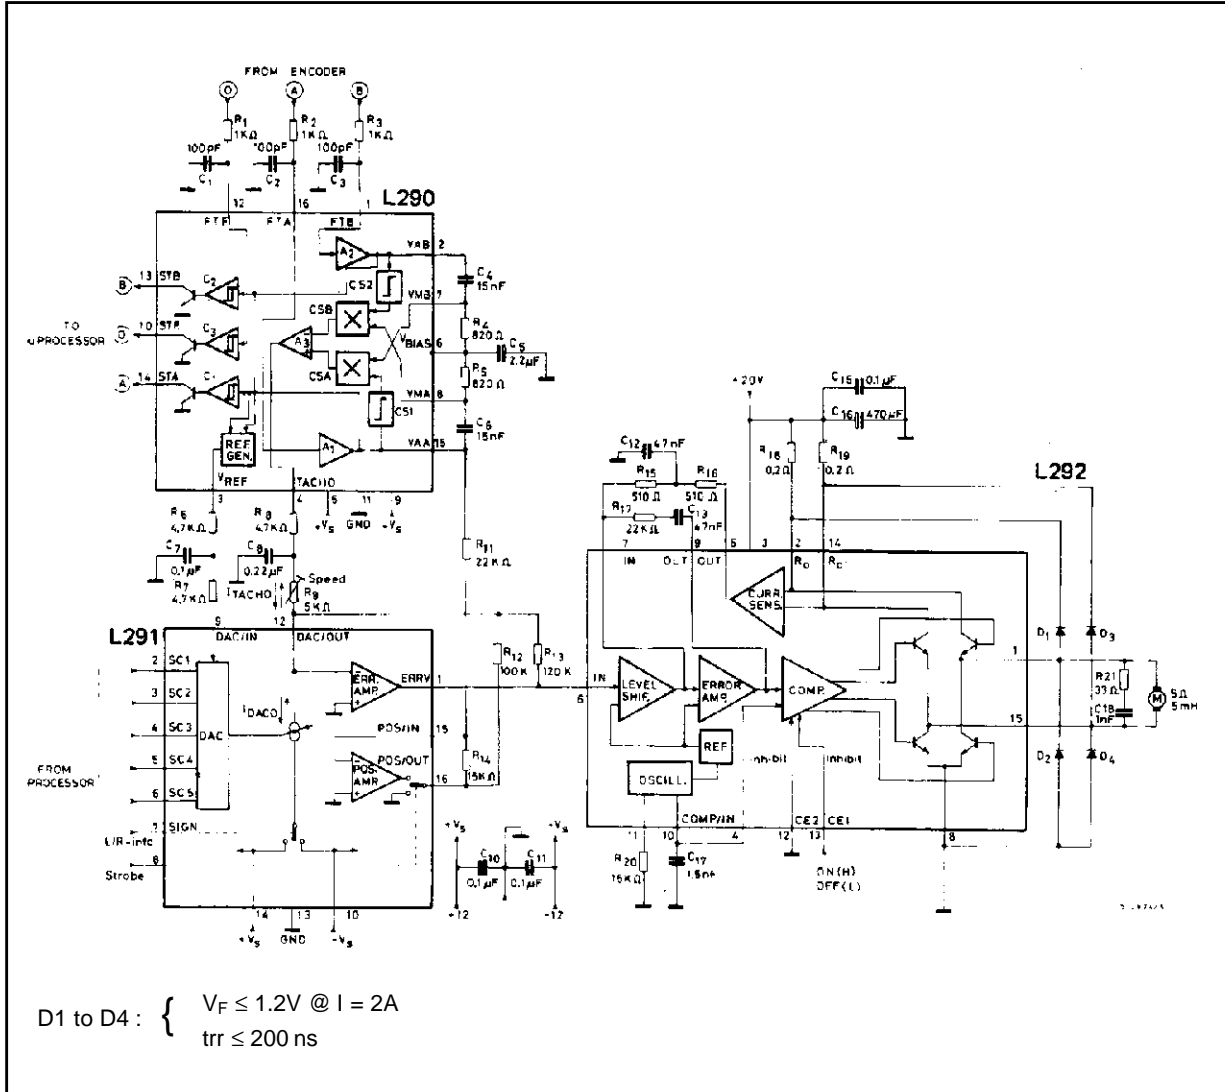 FROM ENCODER
O A B
R1 1KΩ
R2 1KΩ
R3 1KΩ
100pF C1
100pF C2
100pF C3
L290
12 16 1
FTF FTA FTB
A2
VAB 2
C4 15nF
CS2
VMB 7
CSB
R4 820Ω
VBIAS 6
C5 2.2µF
A3
CSA
R5 820Ω
VMA 8
CS1
C6 15nF
VAA 15
A1
TO µPROCESSOR
B 13 STB C2
O 10 STF C3
A 14 STA C1
REF GEN.
VREF
TACHO
3 4 5 11 9
+Vs GND -Vs
R6 4,7KΩ
R8 4,7KΩ
C7 0,1µF
C8 0,22µF
R7 4,7KΩ
ITACHO
Speed
R9 5KΩ
R11 22KΩ
L291
9 12
DAC/IN DAC/OUT
2 SC1
3 SC2
4 SC3
5 SC4
6 SC5
7 SIGN
8
DAC
iDACO
ERR. AMP.
ERRV 1
POS/IN 15
POS/OUT 16
POS. AMP.
FROM PROCESSOR
L/R-info
Strobe
14 13 10
+Vs GND -Vs
R12 100K
R13 120K
R14 15KΩ
+Vs -Vs
C10 0,1µF
C11 0,1µF
+12 -12
+20V
C15 0.1µF
C16 470µF
R18 0,2Ω
R19 0,2Ω
L292
C12 47nF
R15 510Ω
R16 510Ω
R17 22KΩ
C13 47nF
7 9 5 3 2 14
IN OUT OUT
CURR. SENS.
IN 6
LEVEL SHIF.
ERROR AMP.
COMP.
REF
OSCILL.
inhibit inhibit
COMP/IN
CE2 CE1
11 10 4 12 13 8
R20 15KΩ
C17 1,5nF
ON(H)
OFF(L)
1
15
D1 D3
D2 D4
R21 33Ω
C18 1nF
M
5Ω
5mH
D1 to D4 : { VF ≤ 1.2V @ I = 2A
trr ≤ 200 ns